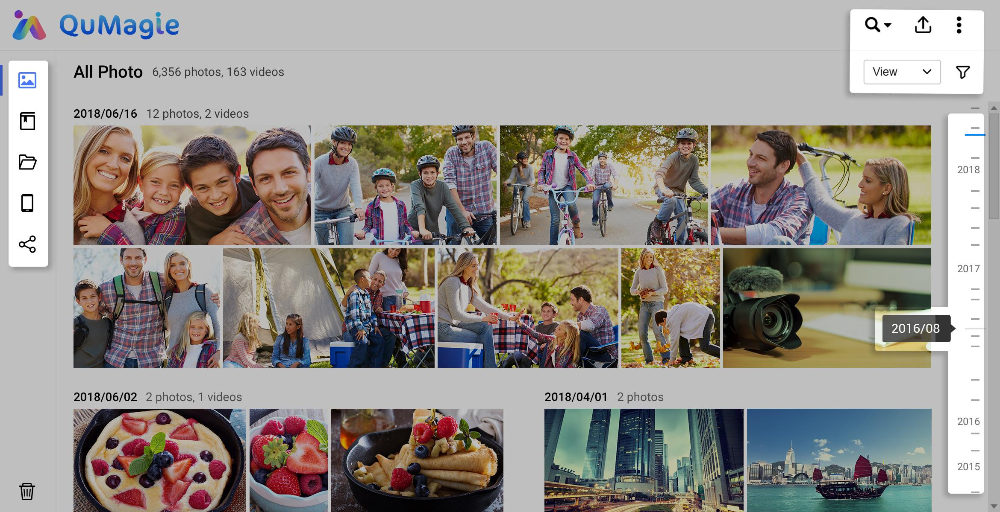 QuMagie
View
All Photo 6,356 photos, 163 videos
2018/06/16 12 photos, 2 videos
2018
2017
2016/08
2018/06/02 2 photos, 1 videos
2018/04/01 2 photos
2016
2015